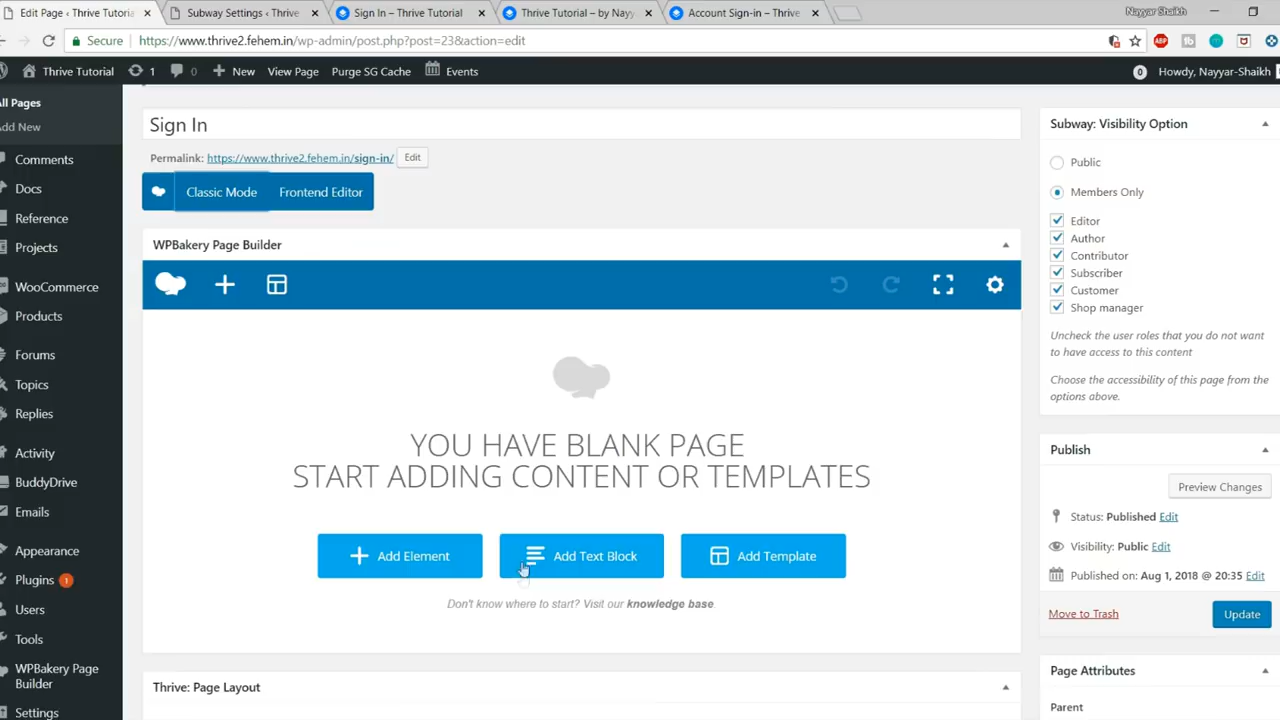 Edit Page ‹ Thrive Tutoria
Subway Settings ‹ Thrive
Sign In – Thrive Tutorial
Thrive Tutorial – by Nayy
Account Sign-in – Thrive
Nayyar Shaikh
Secure
https://www.thrive2.fehem.in/wp-admin/post.php?post=23&action=edit
ABP
Thrive Tutorial
1
0
New
View Page
Purge SG Cache
Events
0
Howdy, Nayyar-Shaikh
All Pages
Add New
Comments
Docs
Reference
Projects
WooCommerce
Products
Forums
Topics
Replies
Activity
BuddyDrive
Emails
Appearance
Plugins 1
Users
Tools
WPBakery Page
Builder
Settings
Sign In
Permalink: https://www.thrive2.fehem.in/sign-in/ Edit
Classic Mode
Frontend Editor
WPBakery Page Builder
YOU HAVE BLANK PAGE
START ADDING CONTENT OR TEMPLATES
Add Element
Add Text Block
Add Template
Don't know where to start? Visit our knowledge base.
Thrive: Page Layout
Subway: Visibility Option
Public
Members Only
Editor
Author
Contributor
Subscriber
Customer
Shop manager
Uncheck the user roles that you do not want
to have access to this content
Choose the accessibility of this page from the
options above.
Publish
Preview Changes
Status: Published Edit
Visibility: Public Edit
Published on: Aug 1, 2018 @ 20:35 Edit
Move to Trash
Update
Page Attributes
Parent